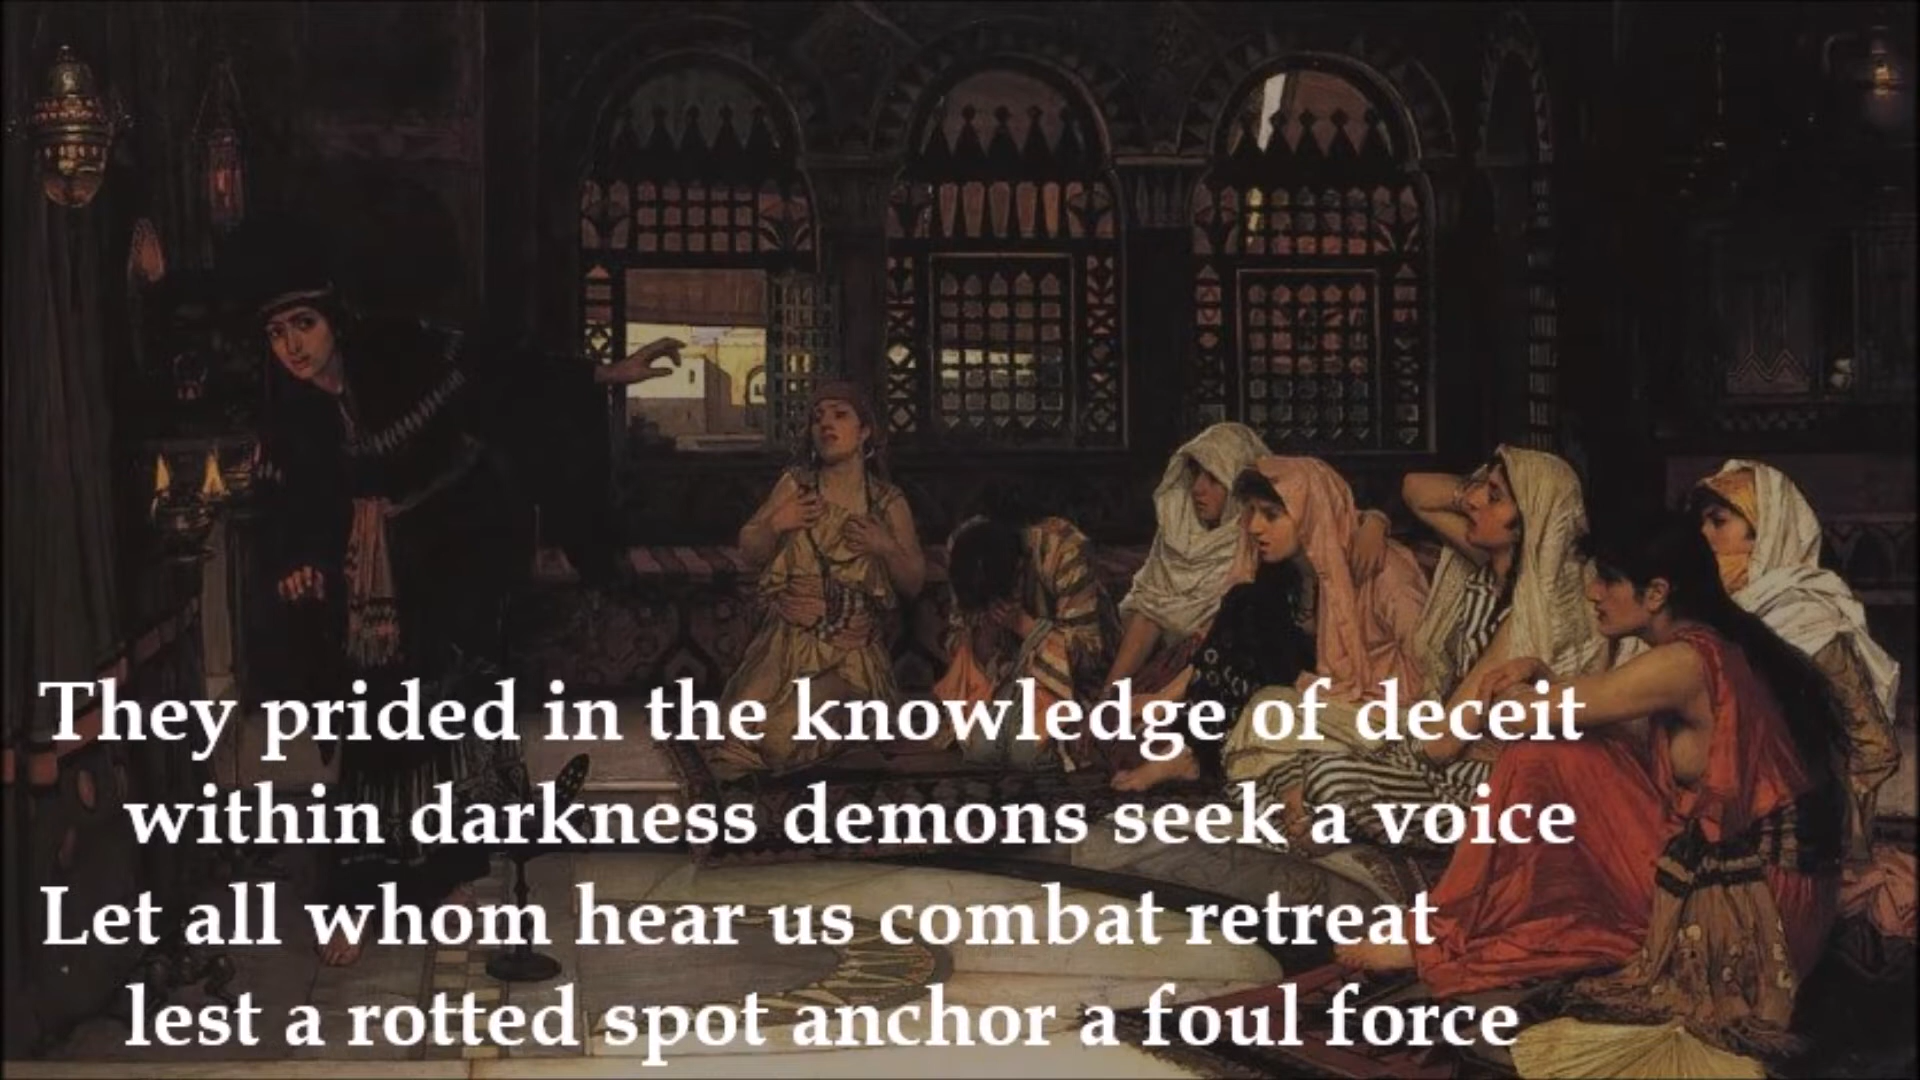 They prided in the knowledge of deceit
within darkness demons seek a voice
Let all whom hear us combat retreat
lest a rotted spot anchor a foul force